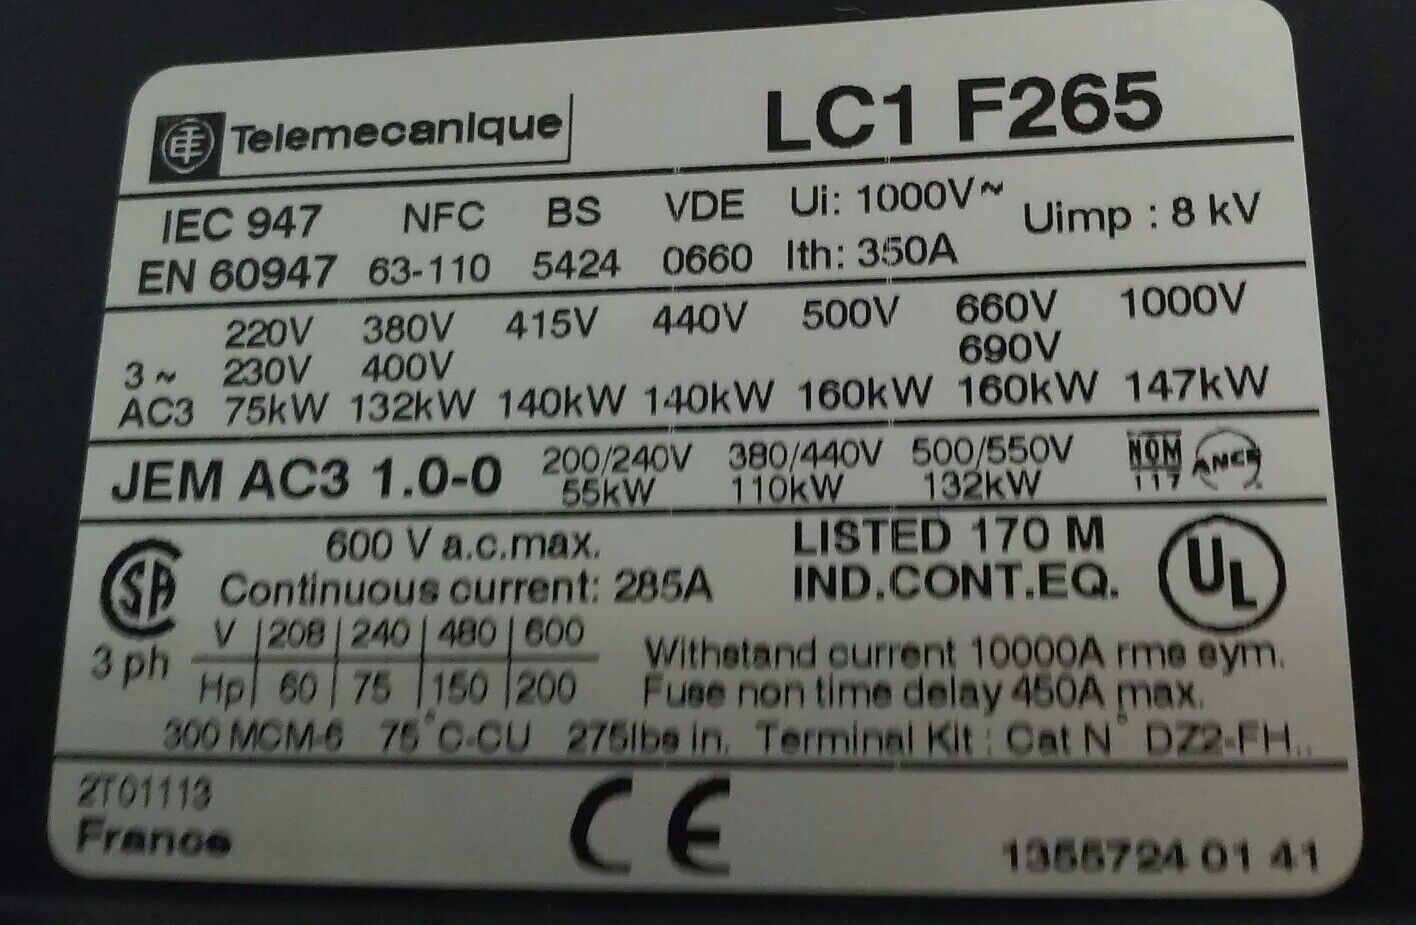 Telemecanique LC1 F265
IEC 947 NFC BS VDE Ui: 1000V~ Uimp : 8 kV
EN 60947 63-110 5424 0660 Ith: 350A
220V 380V 415V 440V 500V 660V 1000V
3~ 230V 400V 690V
AC3 75kW 132kW 140kW 140kW 160kW 160kW 147kW
JEM AC3 1.0-0 200/240V 380/440V 500/550V NOM ANCE
55kW 110kW 132kW 117
600 V a.c.max. LISTED 170 M
SA Continuous current: 285A IND.CONT.EQ. UL
V 208 240 480 600 Withstand current 10000A rms sym.
3 ph
Hp 60 75 150 200 Fuse non time delay 450A max.
300 MCM-6 75°C-CU 275lbs in. Terminal Kit : Cat N° DZ2-FH..
2T01113 CE
France 1355724 01 41